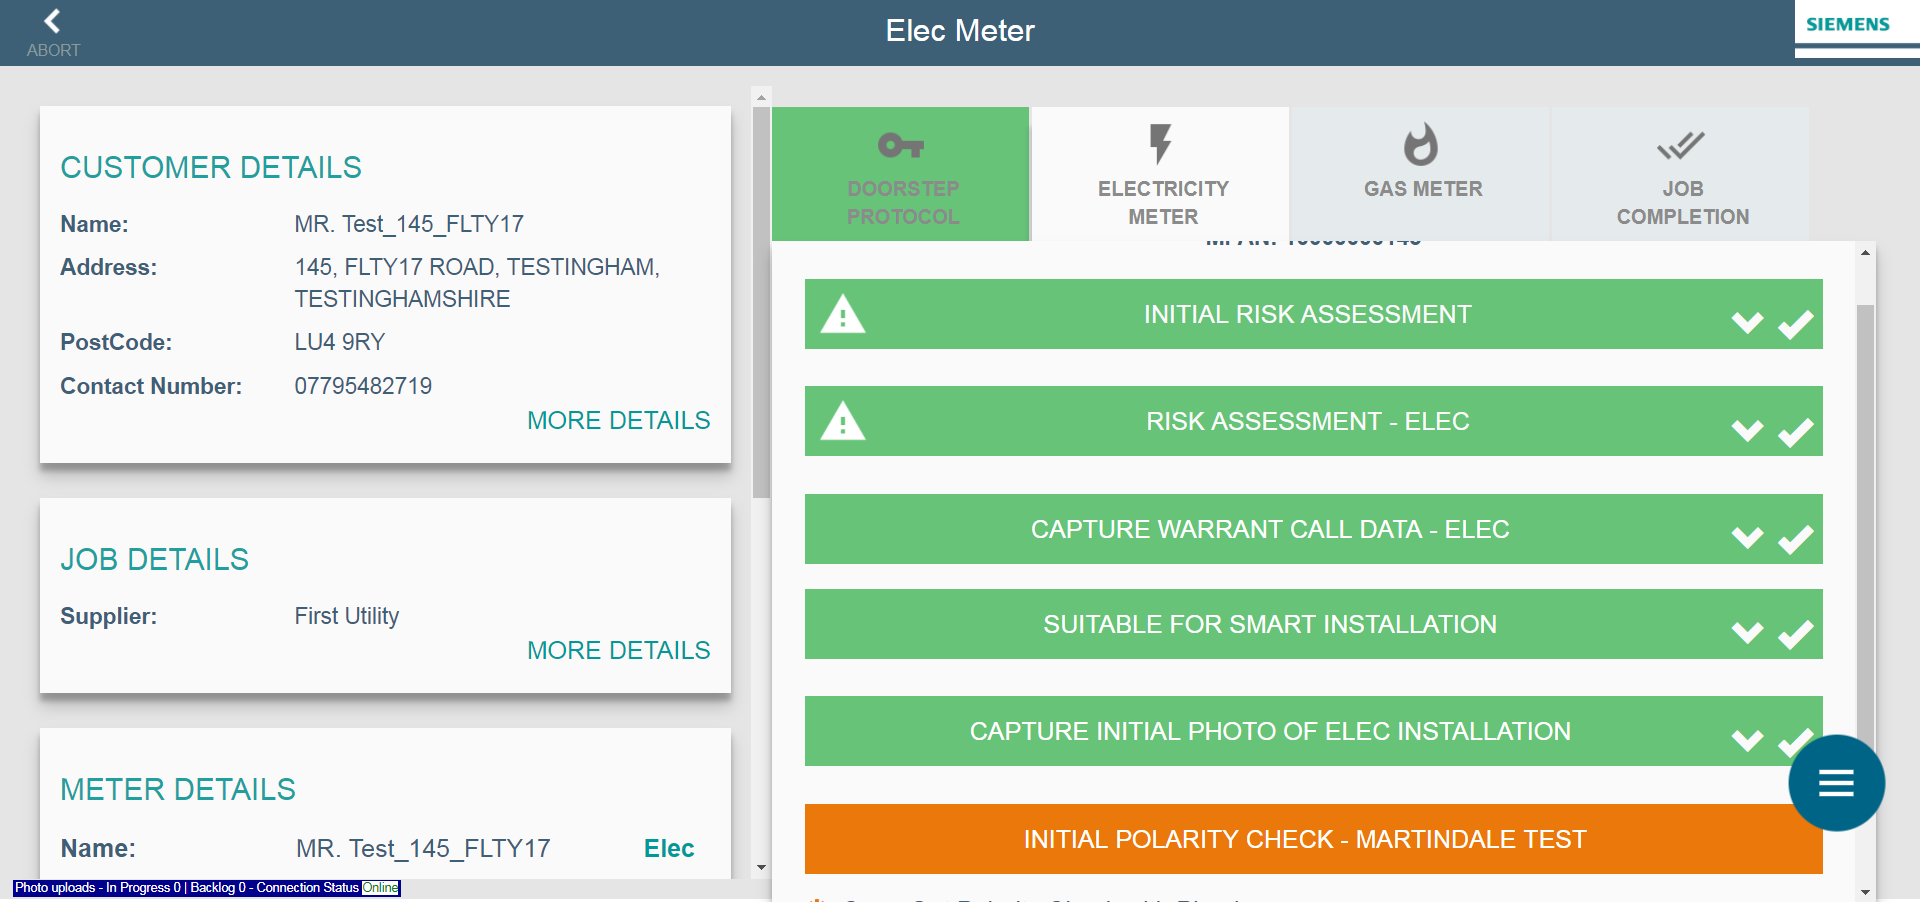 ABORT
Elec Meter
SIEMENS
CUSTOMER DETAILS
Name: MR. Test_145_FLTY17
Address: 145, FLTY17 ROAD, TESTINGHAM,
TESTINGHAMSHIRE
PostCode: LU4 9RY
Contact Number: 07795482719
MORE DETAILS
JOB DETAILS
Supplier: First Utility
MORE DETAILS
METER DETAILS
Name: MR. Test_145_FLTY17 Elec
Photo uploads - In Progress 0 | Backlog 0 - Connection Status Online
DOORSTEP
PROTOCOL
ELECTRICITY
METER
GAS METER
JOB
COMPLETION
INITIAL RISK ASSESSMENT
RISK ASSESSMENT - ELEC
CAPTURE WARRANT CALL DATA - ELEC
SUITABLE FOR SMART INSTALLATION
CAPTURE INITIAL PHOTO OF ELEC INSTALLATION
INITIAL POLARITY CHECK - MARTINDALE TEST